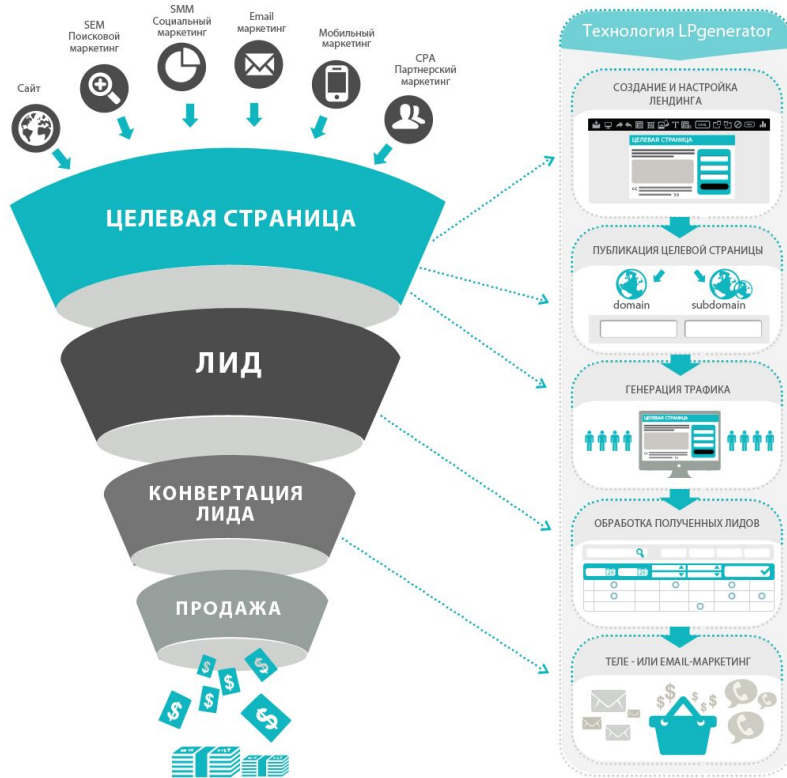 Сайт
SEM
Поисковой
маркетинг
SMM
Социальный
маркетинг
Email
маркетинг
Мобильный
маркетинг
CPA
Партнерский
маркетинг
ЦЕЛЕВАЯ СТРАНИЦА
ЛИД
КОНВЕРТАЦИЯ
ЛИДА
ПРОДАЖА
Технология LPgenerator
СОЗДАНИЕ И НАСТРОЙКА
ЛЕНДИНГА
ЦЕЛЕВАЯ СТРАНИЦА
ПУБЛИКАЦИЯ ЦЕЛЕВОЙ СТРАНИЦЫ
domain
subdomain
ГЕНЕРАЦИЯ ТРАФИКА
ЦЕЛЕВАЯ СТРАНИЦА
ОБРАБОТКА ПОЛУЧЕННЫХ ЛИДОВ
ТЕЛЕ - ИЛИ EMAIL-МАРКЕТИНГ